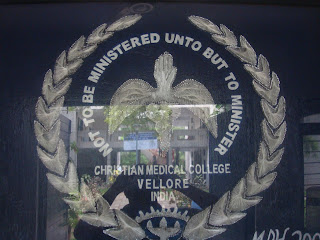 NOT TO BE MINISTERED UNTO BUT TO MINISTER
CHRISTIAN MEDICAL COLLEGE
VELLORE
INDIA